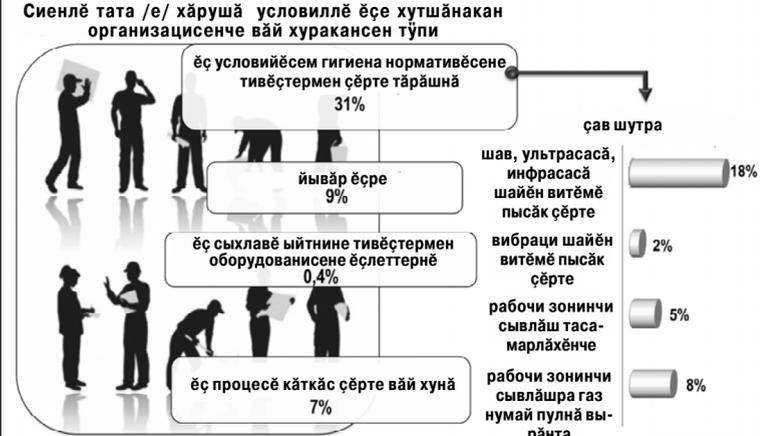 Сиенлӗ тата /е/ хӑрушӑ условиллӗ ӗҫе хутшӑнакан
организацисенче вӑй хуракансен тӳпи
ӗҫ условийӗсем гигиена нормативӗсене
тивӗҫтермен ҫӗрте тӑрӑшнӑ
31%
йывӑр ӗҫре
9%
ӗҫ сыхлавӗ ыйтнине тивӗҫтермен
оборудованисене ӗҫлеттернӗ
0,4%
ӗҫ процесӗ кӑткӑс ҫӗрте вӑй хунӑ
7%
ҫав шутра
шав, ультрасасӑ,
инфрасасӑ
шайӗн витӗмӗ
пысӑк ҫӗрте
18%
вибраци шайӗн
витӗмӗ пысӑк
ҫӗрте
2%
рабочи зонинчи
сывлӑш таса-
марлӑхӗнче
5%
рабочи зонинчи
сывлӑшра газ
нумай пулнӑ вы-
рӑнта
8%